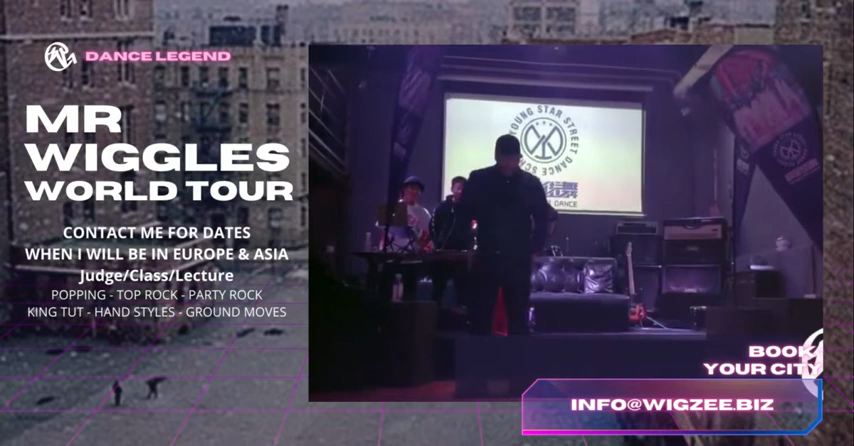 DANCE LEGEND
MR
WIGGLES
WORLD TOUR
CONTACT ME FOR DATES
WHEN I WILL BE IN EUROPE & ASIA
Judge/Class/Lecture
POPPING - TOP ROCK - PARTY ROCK
KING TUT - HAND STYLES - GROUND MOVES
YOUNG STAR STREET DANCE
DANCE
BOOK
YOUR CITY
INFO@WIGZEE.BIZ